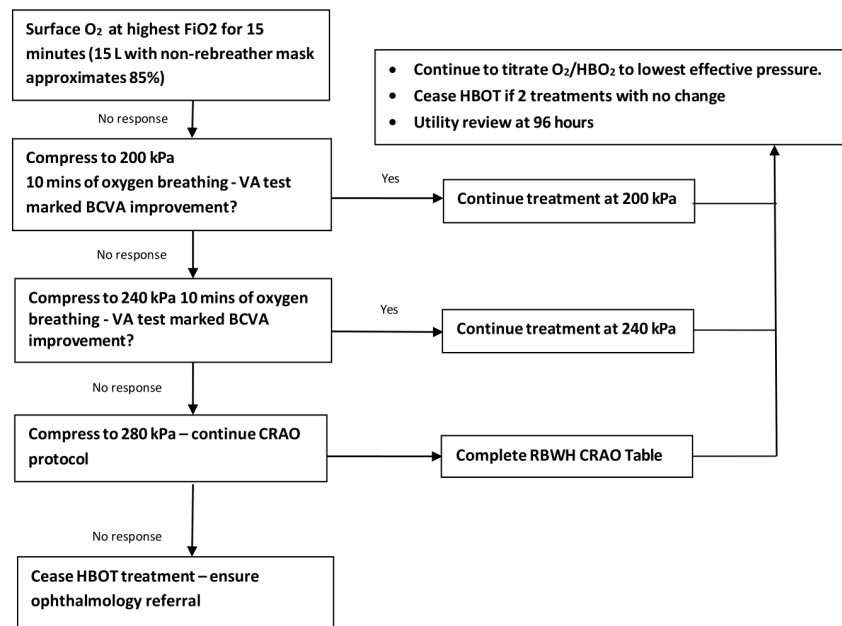 Surface O₂ at highest FiO2 for 15
minutes (15 L with non-rebreather mask
approximates 85%)
No response
Compress to 200 kPa
10 mins of oxygen breathing - VA test
marked BCVA improvement?
Yes
Continue treatment at 200 kPa
No response
Compress to 240 kPa 10 mins of oxygen
breathing - VA test marked BCVA
improvement?
Yes
Continue treatment at 240 kPa
No response
Compress to 280 kPa – continue CRAO
protocol
Complete RBWH CRAO Table
No response
Cease HBOT treatment – ensure
ophthalmology referral
• Continue to titrate O₂/HBO₂ to lowest effective pressure.
• Cease HBOT if 2 treatments with no change
• Utility review at 96 hours